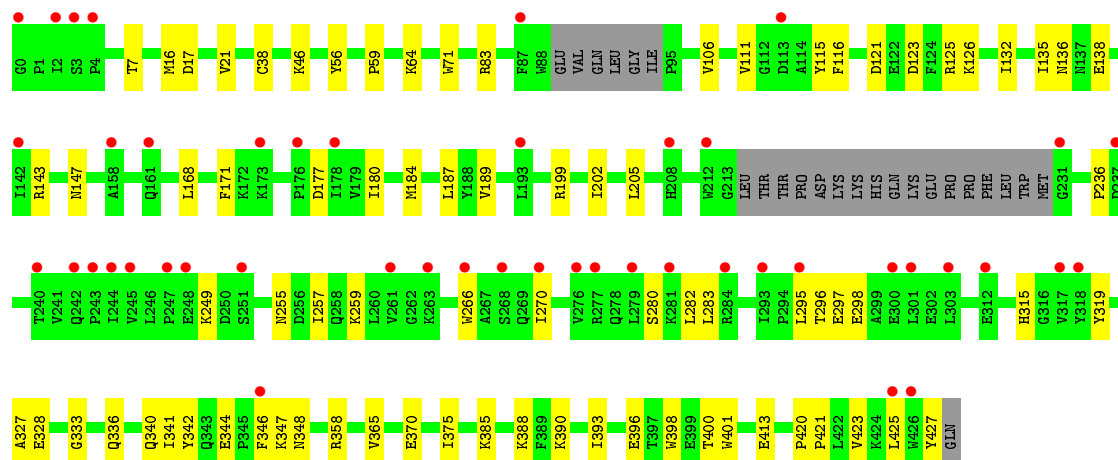 G0 P1 I2 S3 P4 T7 M16 D17 V21 C38 K46 Y56 P59 K64 W71 R83 F87 W88 GLU VAL GLN LEU GLY ILE P95 V106 V111 G112 D113 A114 Y115 F116 D121 E122 D123 F124 R125 K126 I132 I135 N136 N137 E138
I142 R143 N147 A158 Q161 L168 F171 K172 K173 P176 D177 I178 V179 I180 M184 L187 Y188 V189 L193 R199 I202 L205 H208 W212 G213 LEU THR THR PRO ASP LYS LYS HIS GLN LYS GLU PRO PRO PHE LEU TRP MET G231 P236 D237
T240 V241 Q242 P243 I244 V245 L246 P247 E248 K249 D250 S251 N255 D256 I257 Q258 K259 L260 V261 G262 K263 W266 A267 S268 Q269 I270 V276 R277 Q278 L279 S280 K281 L282 L283 R284 I293 P294 L295 T296 E297 E298 A299 E300 L301 E302 L303 E312 H315 G316 V317 Y318 Y319
A327 E328 G333 Q336 Q340 I341 Y342 Q343 E344 P345 F346 K347 N348 R358 V365 E370 I375 K385 K388 F389 K390 I393 E396 T397 W398 E399 T400 W401 E413 P420 P421 L422 V423 K424 L425 W426 Y427 GLN